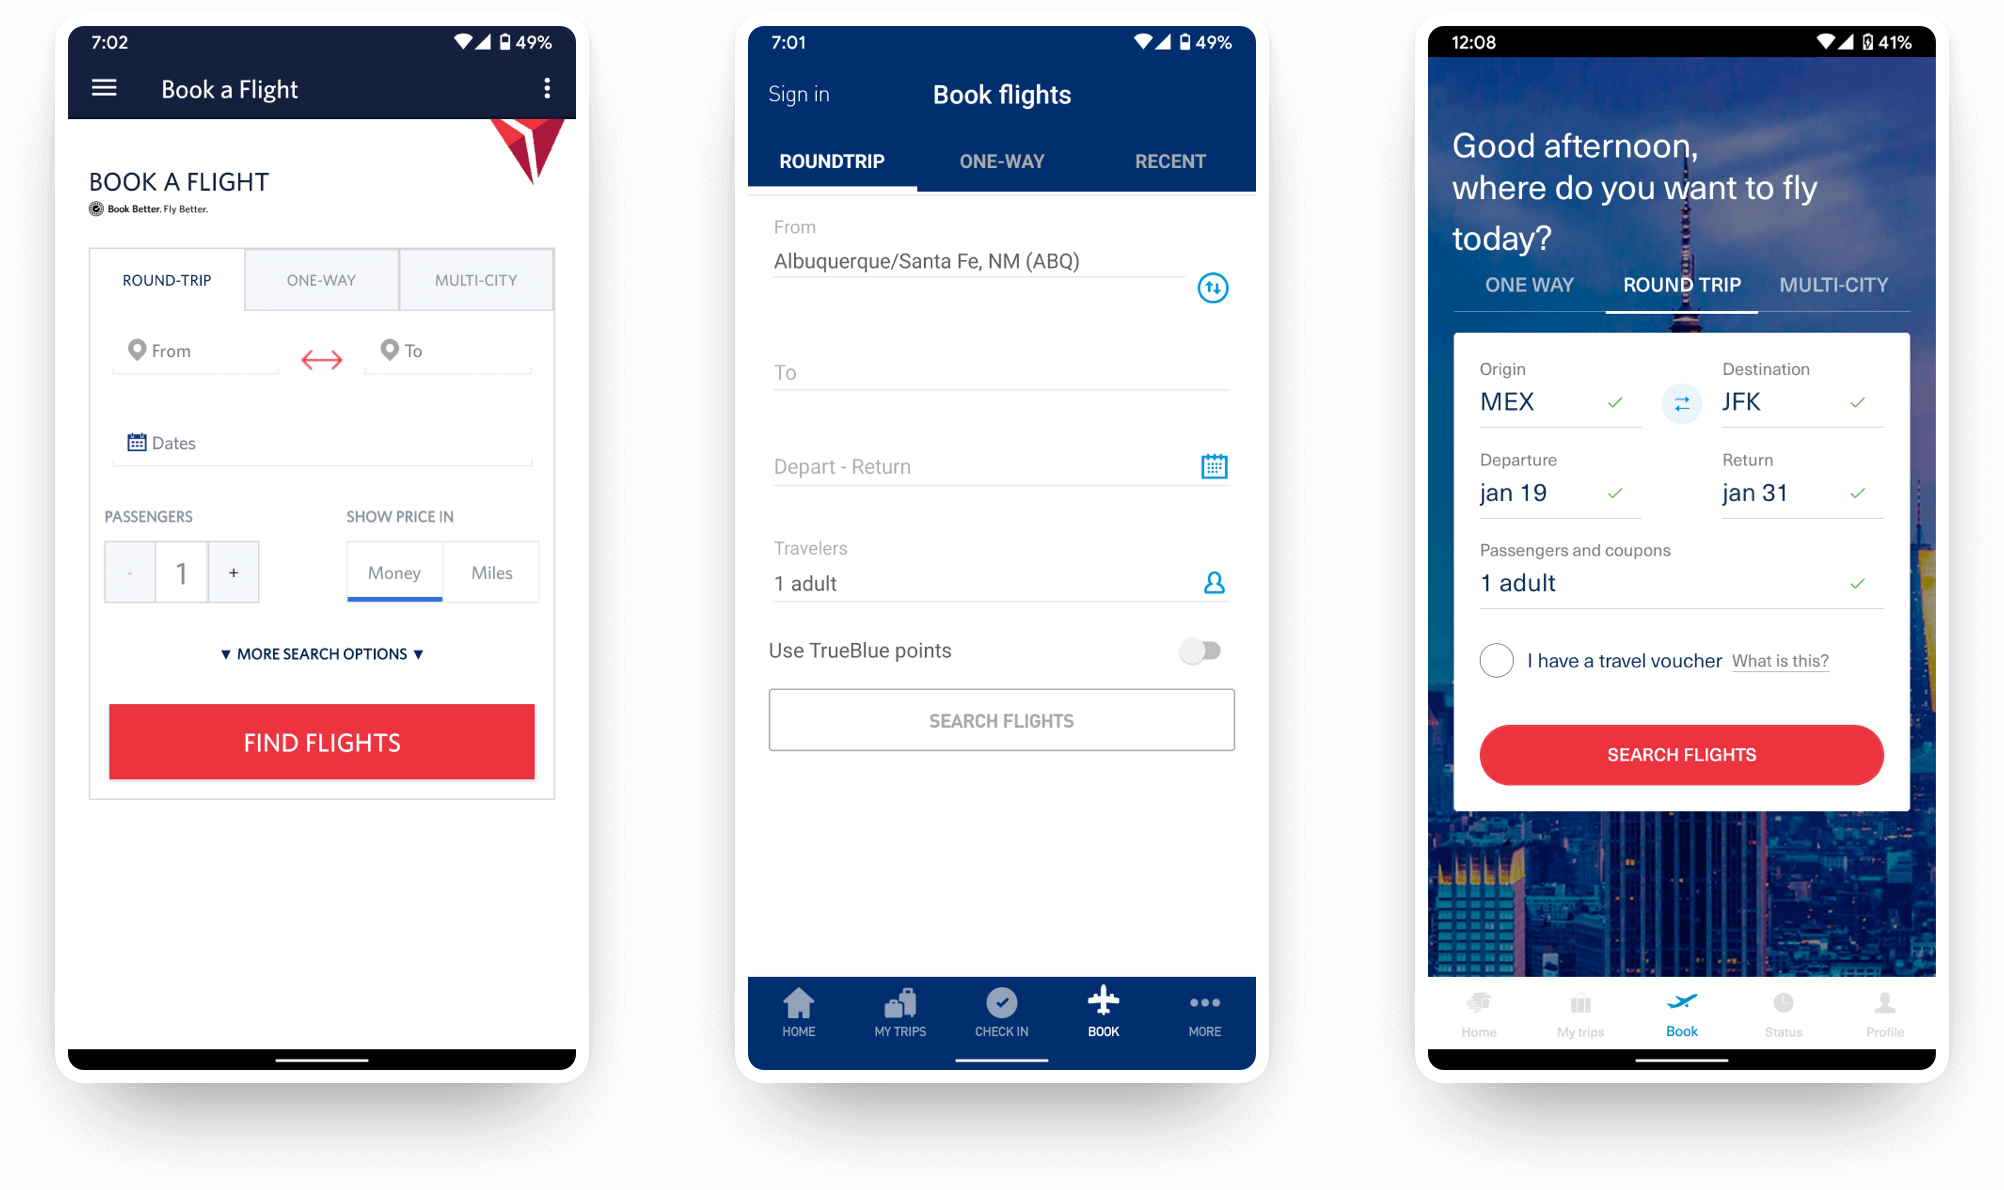 7:02
49%
Book a Flight
BOOK A FLIGHT
Book Better. Fly Better.
ROUND-TRIP ONE-WAY MULTI-CITY
From To
Dates
PASSENGERS SHOW PRICE IN
- 1 + Money Miles
▼ MORE SEARCH OPTIONS ▼
FIND FLIGHTS
7:01
49%
Sign in Book flights
ROUNDTRIP ONE-WAY RECENT
From
Albuquerque/Santa Fe, NM (ABQ)
To
Depart - Return
Travelers
1 adult
Use TrueBlue points
SEARCH FLIGHTS
HOME MY TRIPS CHECK IN BOOK MORE
12:08
41%
Good afternoon,
where do you want to fly
today?
ONE WAY ROUND TRIP MULTI-CITY
Origin Destination
MEX JFK
Departure Return
jan 19 jan 31
Passengers and coupons
1 adult
I have a travel voucher What is this?
SEARCH FLIGHTS
Home My trips Book Status Profile